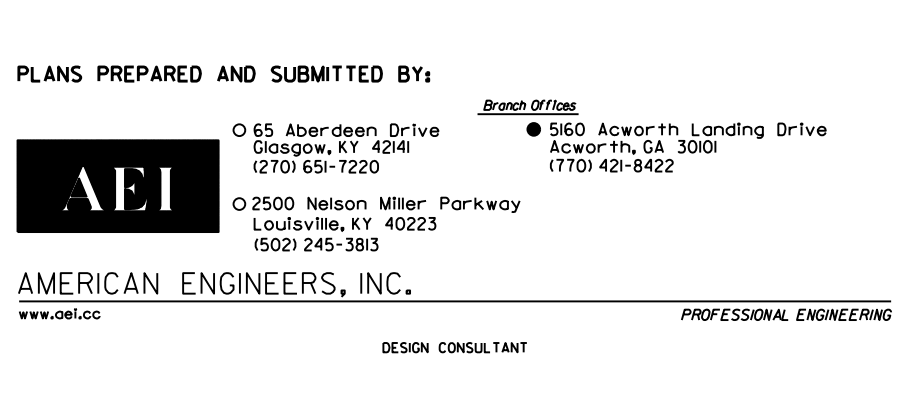 PLANS PREPARED AND SUBMITTED BY:
Branch Offices
65 Aberdeen Drive
Glasgow, KY 42141
(270) 651-7220
5160 Acworth Landing Drive
Acworth, GA 30101
(770) 421-8422
AEI
2500 Nelson Miller Parkway
Louisville, KY 40223
(502) 245-3813
AMERICAN ENGINEERS, INC.
www.aei.cc
PROFESSIONAL ENGINEERING
DESIGN CONSULTANT